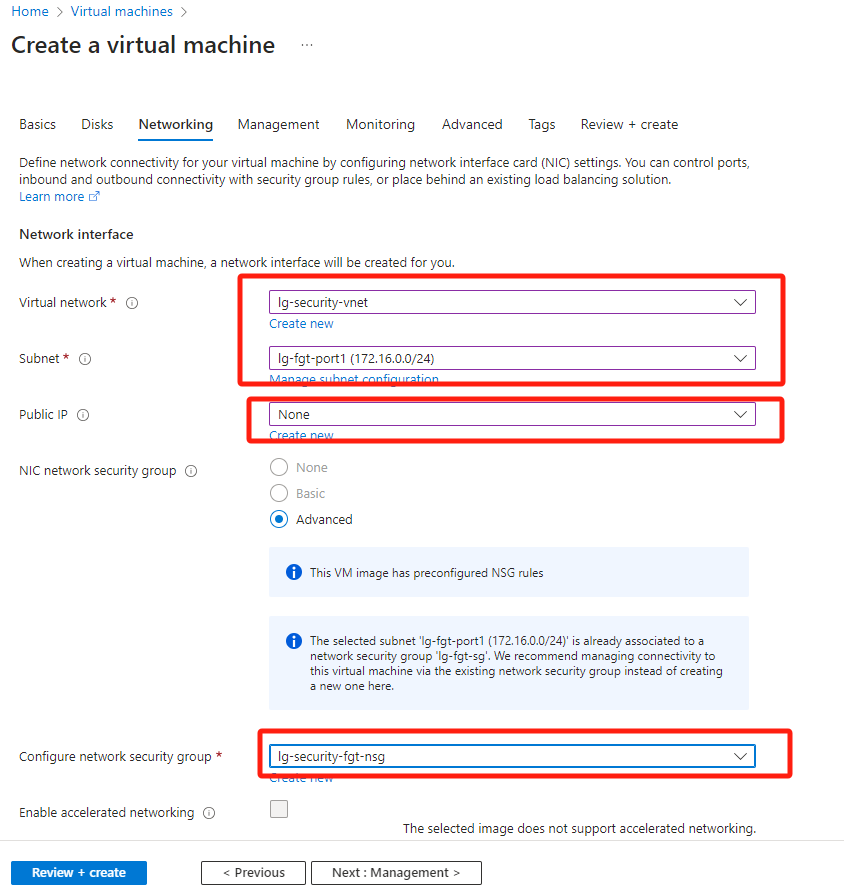 Home > Virtual machines >
Create a virtual machine ...
Basics Disks Networking Management Monitoring Advanced Tags Review + create
Define network connectivity for your virtual machine by configuring network interface card (NIC) settings. You can control ports,
inbound and outbound connectivity with security group rules, or place behind an existing load balancing solution.
Learn more
Network interface
When creating a virtual machine, a network interface will be created for you.
Virtual network *
lg-security-vnet
Create new
Subnet *
lg-fgt-port1 (172.16.0.0/24)
Manage subnet configuration
Public IP
None
Create new
NIC network security group
None
Basic
Advanced
This VM image has preconfigured NSG rules
The selected subnet 'lg-fgt-port1 (172.16.0.0/24)' is already associated to a
network security group 'lg-fgt-sg'. We recommend managing connectivity to
this virtual machine via the existing network security group instead of creating
a new one here.
Configure network security group *
lg-security-fgt-nsg
Create new
Enable accelerated networking
The selected image does not support accelerated networking.
Review + create
< Previous
Next : Management >